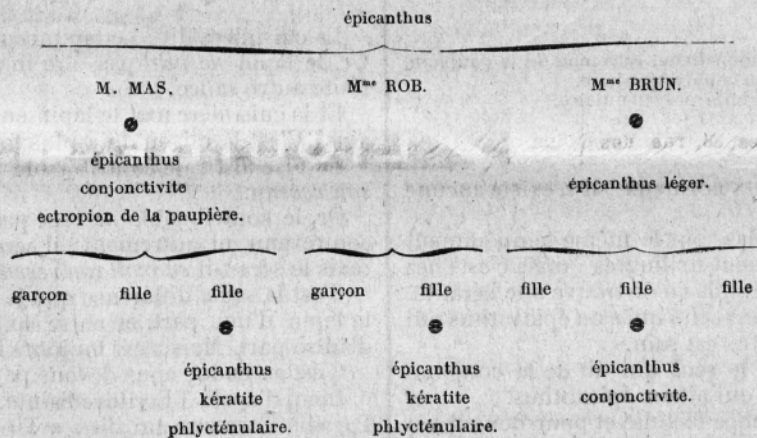 épicanthus
M. MAS. Mme ROB. Mme BRUN.
épicanthus
conjonctivite
ectropion de la paupière.
épicanthus léger.
garçon fille fille garçon fille fille fille fille
épicanthus
kératite
phlycténulaire.
épicanthus
kératite
phlycténulaire.
épicanthus
conjonctivite.